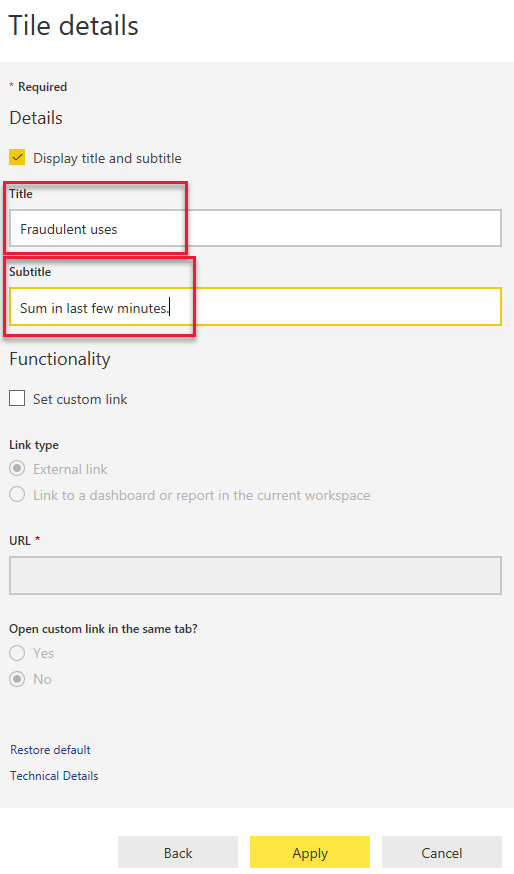 Tile details
* Required
Details
Display title and subtitle
Title
Fraudulent uses
Subtitle
Sum in last few minutes.
Functionality
Set custom link
Link type
External link
Link to a dashboard or report in the current workspace
URL *
Open custom link in the same tab?
Yes
No
Restore default
Technical Details
Back Apply Cancel